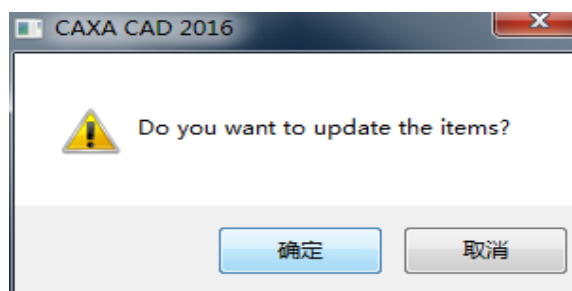 CAXA CAD 2016
Do you want to update the items?
确定
取消